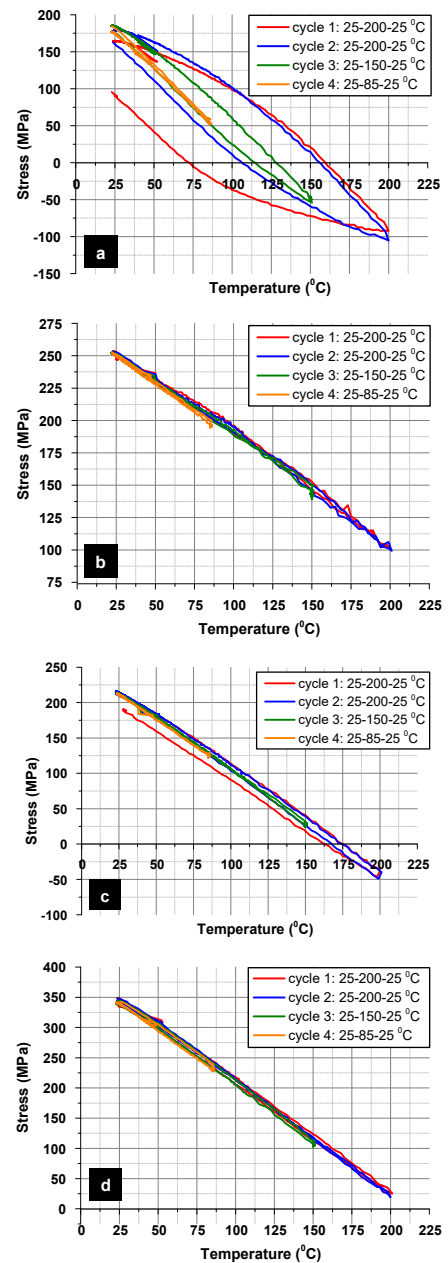 200
cycle 1: 25-200-25 ⁰C
cycle 2: 25-200-25 ⁰C
cycle 3: 25-150-25 ⁰C
cycle 4: 25-85-25 ⁰C
150
100
50
0
-50
-100
-150
0 25 50 75 100 125 150 175 200 225
Stress (MPa)
Temperature (⁰C)
a
275
cycle 1: 25-200-25 ⁰C
cycle 2: 25-200-25 ⁰C
cycle 3: 25-150-25 ⁰C
cycle 4: 25-85-25 ⁰C
250
225
200
175
150
125
100
75
0 25 50 75 100 125 150 175 200 225
Stress (MPa)
Temperature (⁰C)
b
250
cycle 1: 25-200-25 ⁰C
cycle 2: 25-200-25 ⁰C
cycle 3: 25-150-25 ⁰C
cycle 4: 25-85-25 ⁰C
200
150
100
50
0
-50
-100
0 25 50 75 100 125 150 175 200 225
Stress (MPa)
Temperature (⁰C)
c
400
cycle 1: 25-200-25 ⁰C
cycle 2: 25-200-25 ⁰C
cycle 3: 25-150-25 ⁰C
cycle 4: 25-85-25 ⁰C
350
300
250
200
150
100
50
0
0 25 50 75 100 125 150 175 200 225
Stress (MPa)
Temperature (⁰C)
d